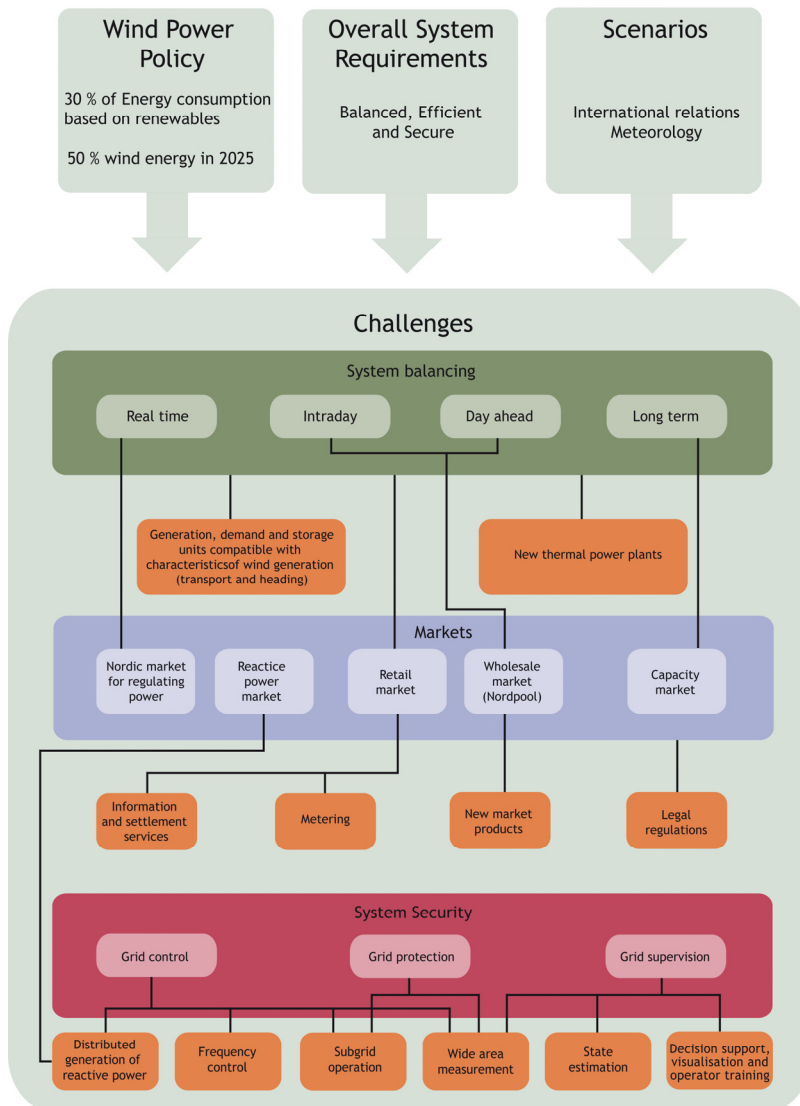 Wind Power
Policy
30 % of Energy consumption
based on renewables
50 % wind energy in 2025
Overall System
Requirements
Balanced, Efficient
and Secure
Scenarios
International relations
Meteorology
Challenges
System balancing
Real time
Intraday
Day ahead
Long term
Generation, demand and storage
units compatible with
characteristicsof wind generation
(transport and heading)
New thermal power plants
Markets
Nordic market
for regulating
power
Reactice
power
market
Retail
market
Wholesale
market
(Nordpool)
Capacity
market
Information
and settlement
services
Metering
New market
products
Legal
regulations
System Security
Grid control
Grid protection
Grid supervision
Distributed
generation of
reactive power
Frequency
control
Subgrid
operation
Wide area
measurement
State
estimation
Decision support,
visualisation and
operator training